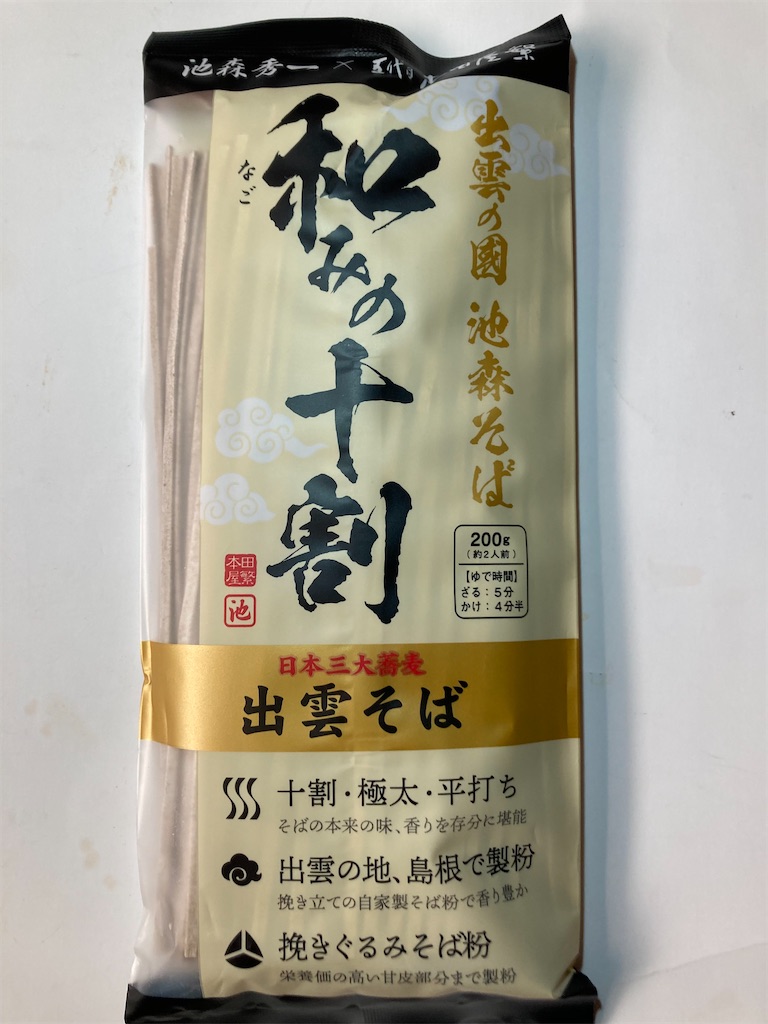 池森秀一 × 五代目
出雲の國 池森そば
和みの十割
なご
200g
(約2人前)
【ゆで時間】
ざる:5分
かけ:4分半
本田屋繁
池
日本三大蕎麦
出雲そば
十割・極太・平打ち
そばの本来の味、香りを存分に堪能
出雲の地、島根で製粉
挽き立ての自家製そば粉で香り豊か
挽きぐるみそば粉
栄養価の高い甘皮部分まで製粉